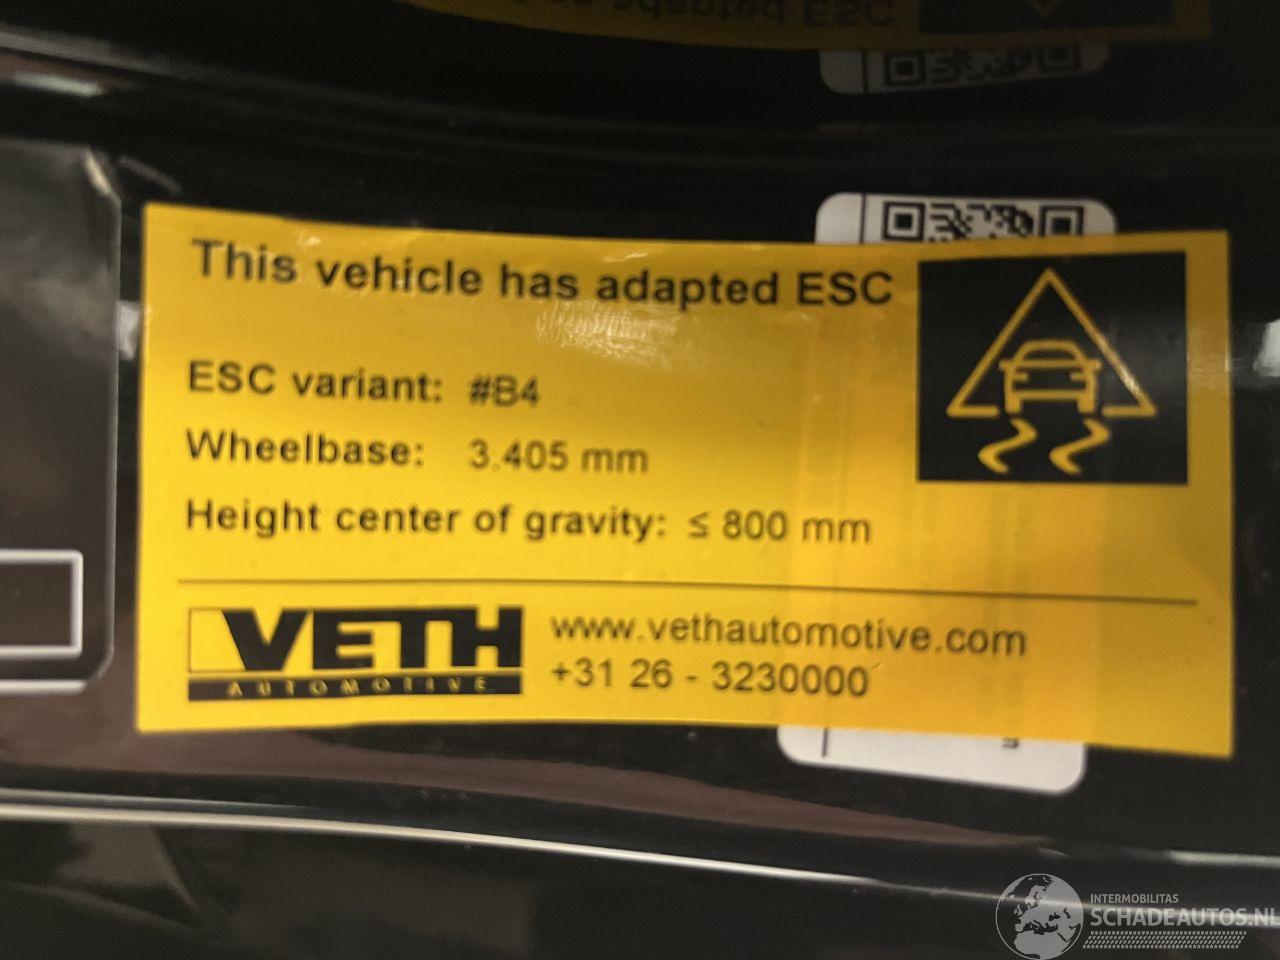 This vehicle has adapted ESC
ESC variant: #B4
Wheelbase: 3.405 mm
Height center of gravity: ≤ 800 mm
VETH
AUTOMOTIVE
www.vethautomotive.com
+31 26 - 3230000
INTERMOBILITAS
SCHADEAUTOS.NL